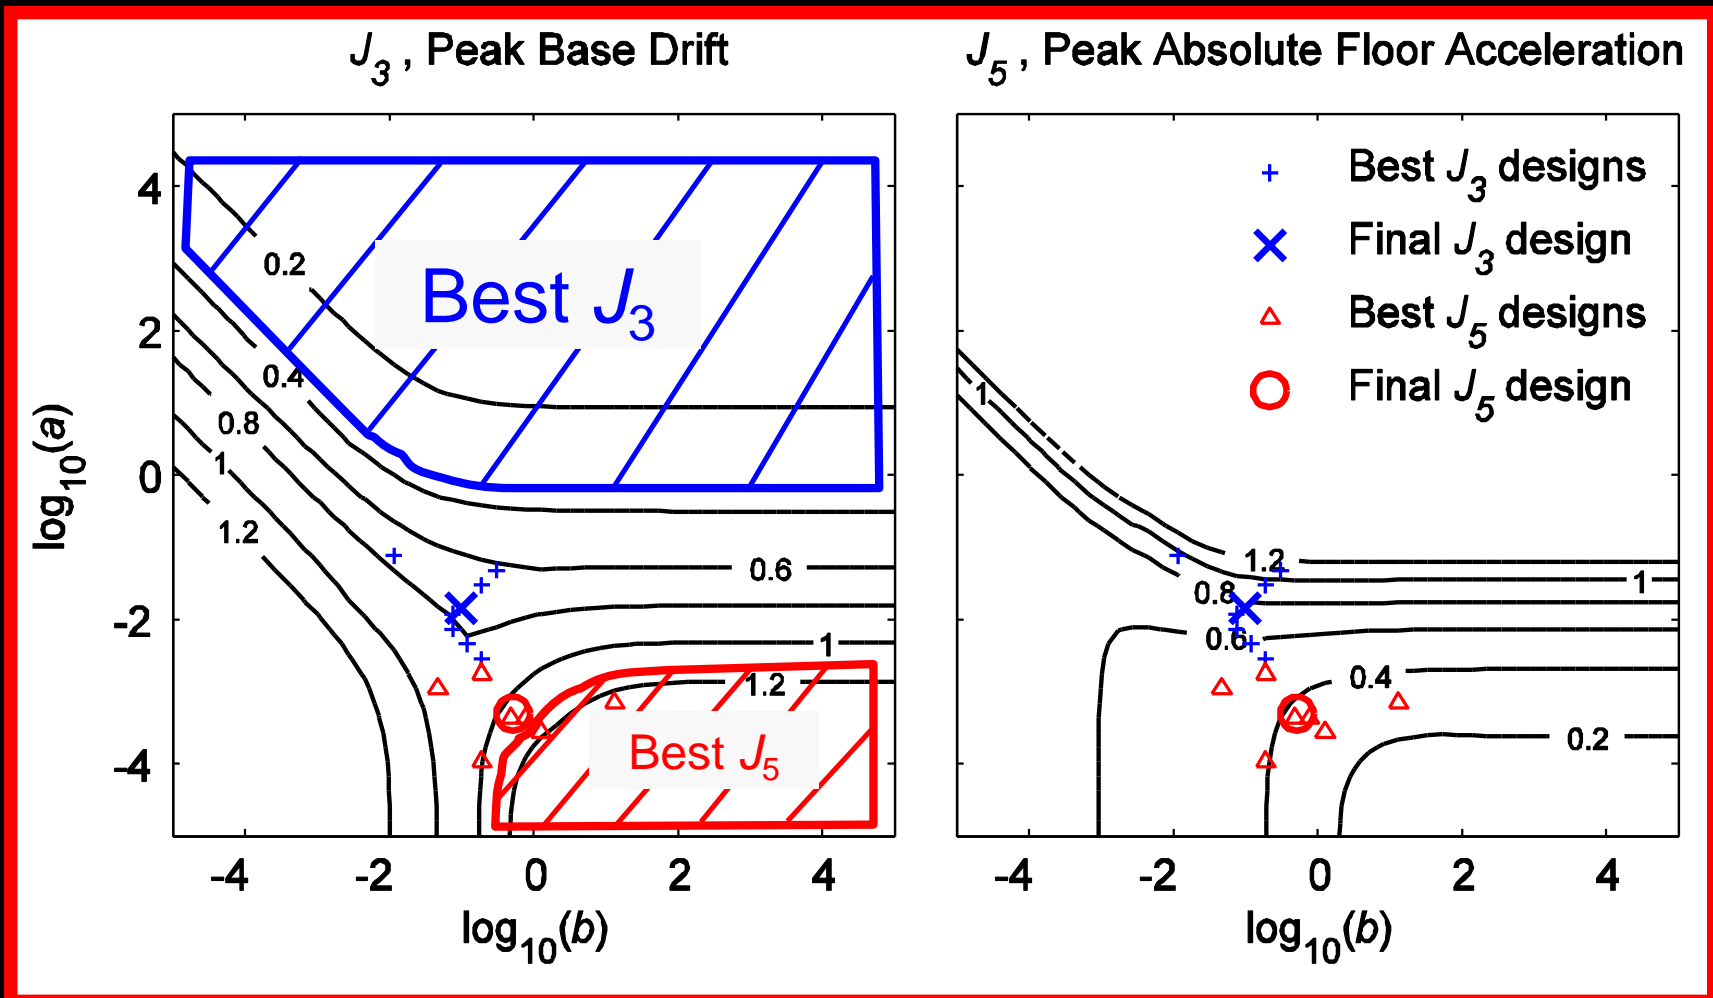 J3 , Peak Base Drift
4
2
0
-2
-4
-4
-2
0
2
4
log10(a)
log10(b)
0.2
0.4
0.8
1
1.2
0.6
1
1.2
Best J3
Best J5
J5 , Peak Absolute Floor Acceleration
Best J3 designs
Final J3 design
Best J5 designs
Final J5 design
1
1.2
1
0.8
0.6
0.4
0.2
-4
-2
0
2
4
log10(b)